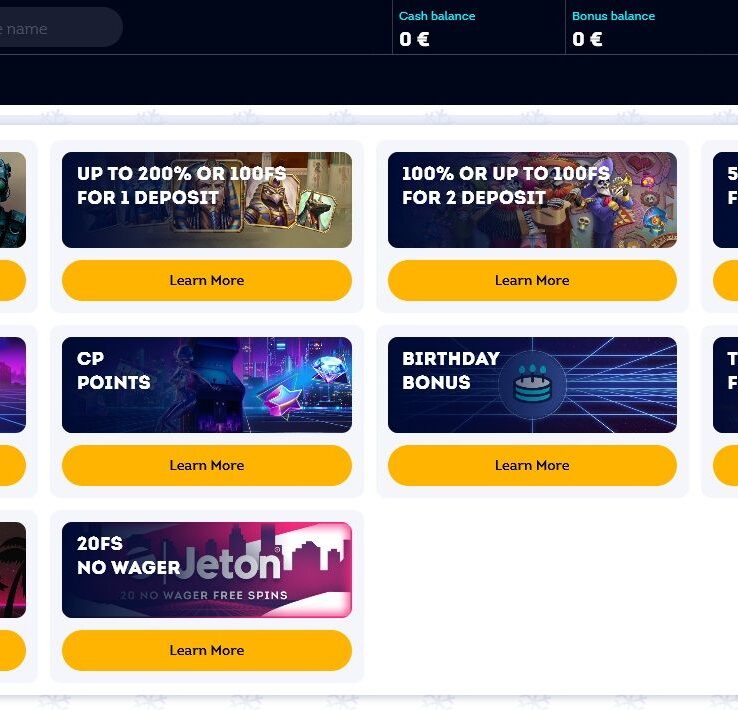 e name
Cash balance
0 €
Bonus balance
0 €
UP TO 200% OR 100FS
FOR 1 DEPOSIT
100% OR UP TO 100FS
FOR 2 DEPOSIT
5
F
Learn More
Learn More
CP
POINTS
BIRTHDAY
BONUS
T
F
Learn More
Learn More
20FS
NO WAGER
Jeton
20 NO WAGER FREE SPINS
Learn More